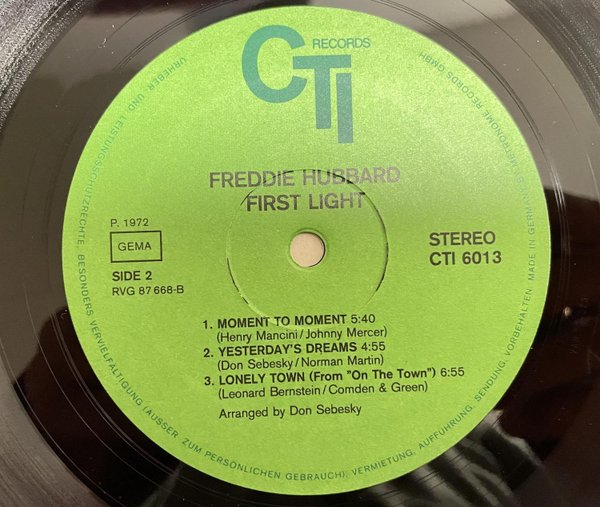 RECORDS
CTI
FREDDIE HUBBARD
FIRST LIGHT
P. 1972
GEMA
SIDE 2
RVG 87 668-B
STEREO
CTI 6013
1. MOMENT TO MOMENT 5:40
(Henry Mancini/Johnny Mercer)
2. YESTERDAY'S DREAMS 4:55
(Don Sebesky/Norman Martin)
3. LONELY TOWN (From "On The Town") 6:55
(Leonard Bernstein/Comden & Green)
Arranged by Don Sebesky
URHEBER UND LEISTUNGSSCHUTZRECHTE BESONDERS VERVIELFÄLTIGUNG (AUSSER ZUM PERSÖNLICHEN GEBRAUCH), VERMIETUNG, AUFFÜHRUNG, SENDUNG, VORBEHALTEN. MADE IN GERMANY METRONOME RECORDS GMBH